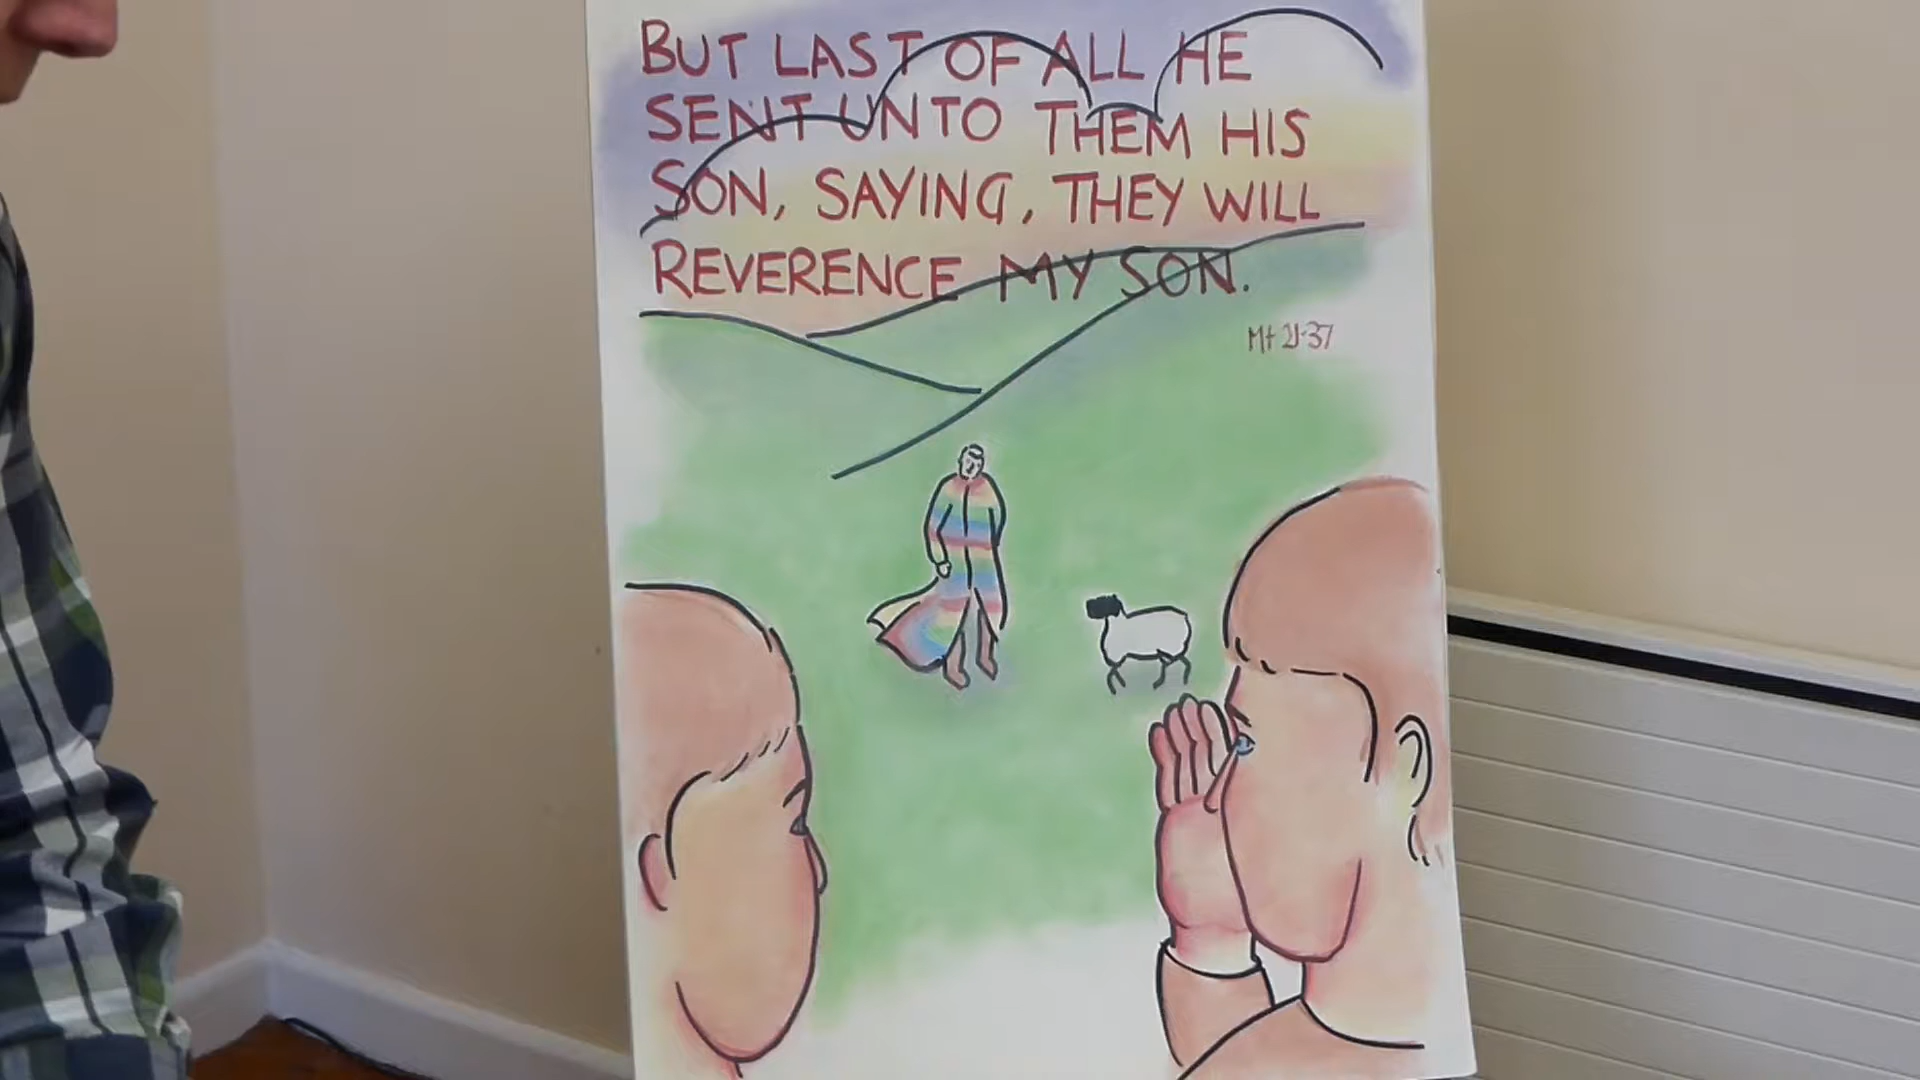 BUT LAST OF ALL HE
SENT UNTO THEM HIS
SON, SAYING, THEY WILL
REVERENCE MY SON.
Mt 21-37